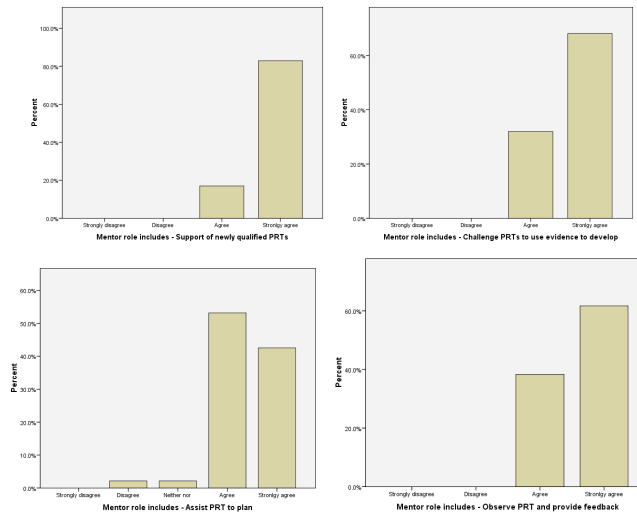 100.0%
80.0%
60.0%
40.0%
20.0%
0.0%
Percent
Strongly disagree Disagree Agree Stronlgy agree
Mentor role includes - Support of newly qualified PRTs
60.0%
40.0%
20.0%
0.0%
Percent
Strongly disagree Disagree Agree Stronlgy agree
Mentor role includes - Challenge PRTs to use evidence to develop
60.0%
50.0%
40.0%
30.0%
20.0%
10.0%
0.0%
Percent
Strongly disagree Disagree Neither nor Agree Stronlgy agree
Mentor role includes - Assist PRT to plan
60.0%
40.0%
20.0%
0.0%
Percent
Strongly disagree Disagree Agree Stronlgy agree
Mentor role includes - Observe PRT and provide feedback